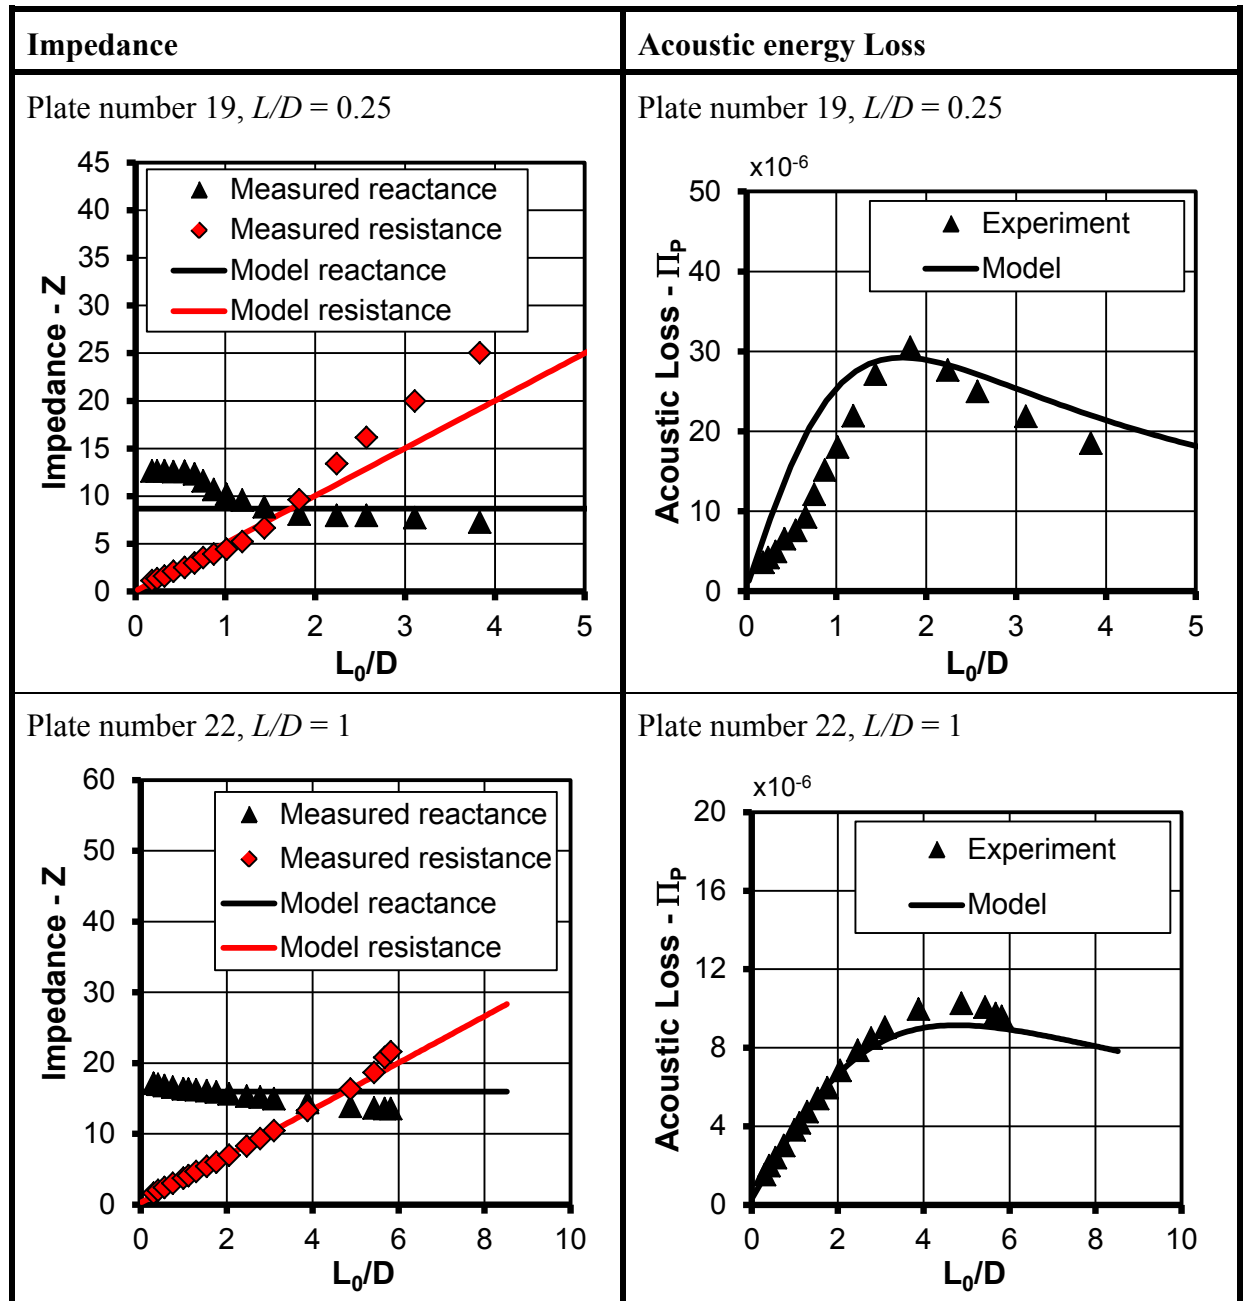 Impedance
Acoustic energy Loss
Plate number 19, L/D = 0.25
45
40
35
30
25
20
15
10
5
0
Impedance - Z
Measured reactance
Measured resistance
Model reactance
Model resistance
0 1 2 3 4 5
L₀/D
Plate number 19, L/D = 0.25
x10⁻⁶
50
40
30
20
10
0
Acoustic Loss - Π_P
Experiment
Model
0 1 2 3 4 5
L₀/D
Plate number 22, L/D = 1
60
50
40
30
20
10
0
Impedance - Z
Measured reactance
Measured resistance
Model reactance
Model resistance
0 2 4 6 8 10
L₀/D
Plate number 22, L/D = 1
x10⁻⁶
20
16
12
8
4
0
Acoustic Loss - Π_P
Experiment
Model
0 2 4 6 8 10
L₀/D